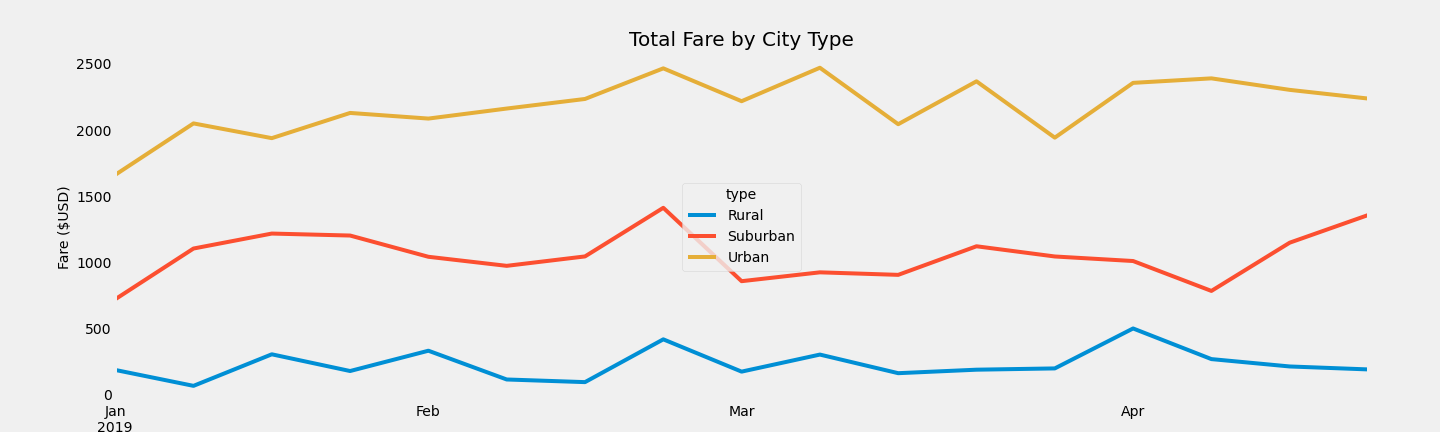 Total Fare by City Type
Fare ($USD)
2500
2000
1500
1000
500
0
type
Rural
Suburban
Urban
Jan
2019
Feb
Mar
Apr